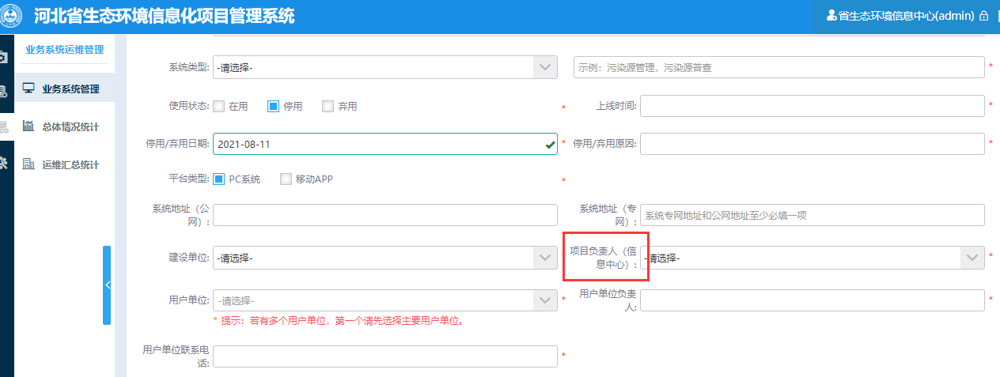 河北省生态环境信息化项目管理系统
省生态环境信息中心(admin)
业务系统运维管理
业务系统管理
总体情况统计
运维汇总统计
系统类型: -请选择- 示例：污染源管理，污染源普查 *
使用状态: 在用 停用 弃用 * 上线时间: *
停用/弃用日期: 2021-08-11 * 停用/弃用原因: *
平台类型: PC系统 移动APP *
系统地址（公
网）:
系统地址（专
网）: 系统专网地址和公网地址至少必填一项
建设单位: -请选择- *
项目负责人（信
息中心）: -请选择- *
用户单位: -请选择- *
用户单位负责
人: *
* 提示：若有多个用户单位，第一个请先选择主要用户单位。
用户单位联系电
话: *